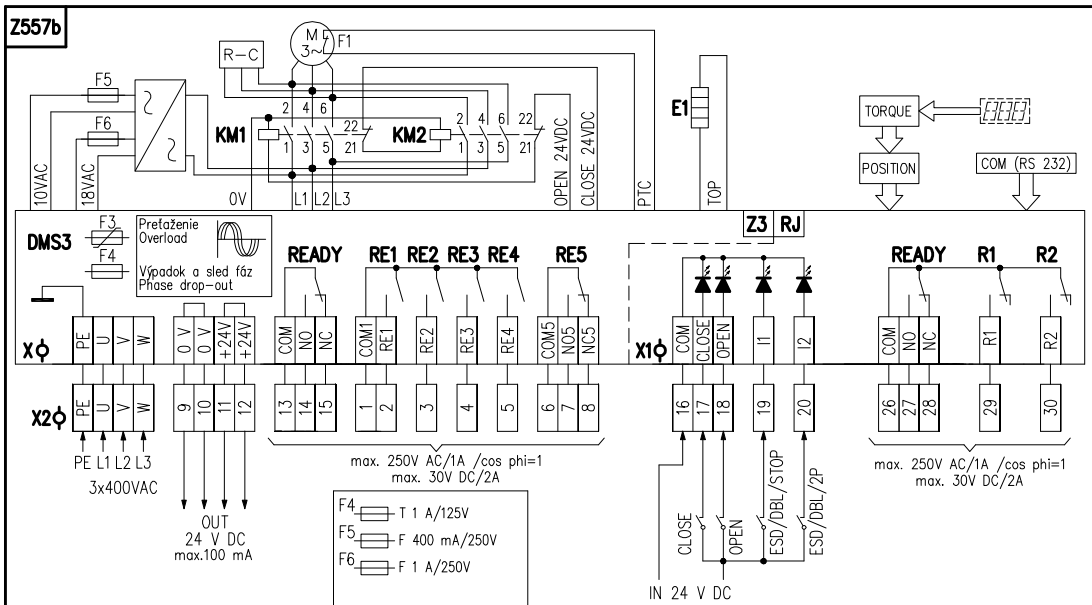 Z557b
M
3~
F1
R-C
F5
F6
2 4 6
22
KM1
1 3 5
21
KM2
2 4 6
22
1 3 5
21
10VAC
18VAC
0V
L1 L2 L3
OPEN 24VDC
CLOSE 24VDC
PTC
E1
TOP
TORQUE
POSITION
COM (RS 232)
DMS3
F3
F4
Preťaženie
Overload
Výpadok a sled fáz
Phase drop-out
READY
RE1 RE2 RE3 RE4
RE5
Z3 RJ
READY
R1
R2
X
PE U V W
0 V
0 V
+24V
+24V
COM NO NC
COM1 RE1
RE2
RE3
RE4
COM5 NO5 NC5
X1
COM CLOSE OPEN
I1
I2
COM NO NC
R1
R2
X2
PE U V W
9 10 11 12
13 14 15
1 2
3
4
5
6 7 8
16 17 18
19
20
26 27 28
29
30
PE L1 L2 L3
3x400VAC
OUT
24 V DC
max.100 mA
max. 250V AC/1A /cos phi=1
max. 30V DC/2A
F4 T 1 A/125V
F5 F 400 mA/250V
F6 F 1 A/250V
CLOSE
OPEN
ESD/DBL/STOP
ESD/DBL/2P
IN 24 V DC
max. 250V AC/1A /cos phi=1
max. 30V DC/2A